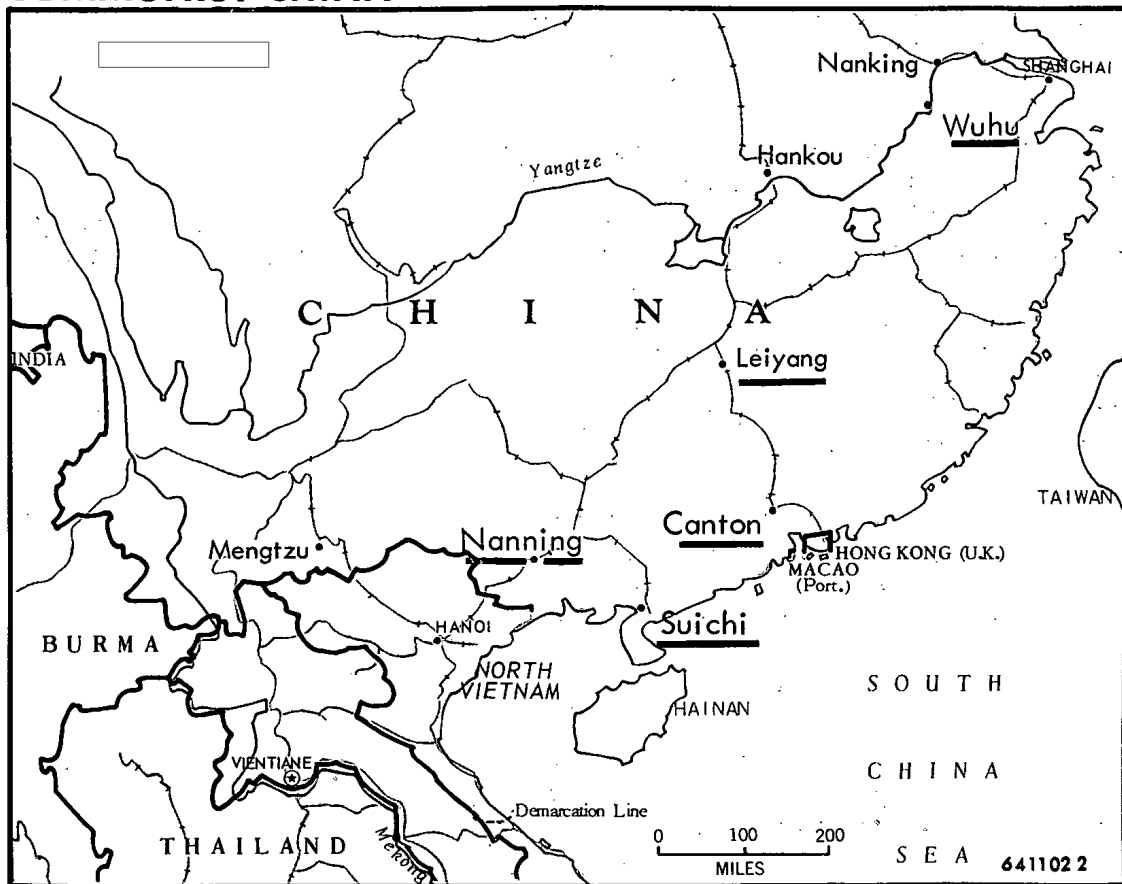 Nanking
SHANGHAI
Wuhu
Hankou
Yangtze
C H I N A
INDIA
Leiyang
TAIWAN
Canton
Mengtzu
Nanning
HONG KONG (U.K.)
MACAO
(Port.)
Suichi
HANOI
BURMA
NORTH
VIETNAM
HAINAN
SOUTH
CHINA
SEA
VIENTIANE
Demarcation Line
THAILAND
Mekong
0 100 200
MILES
641102 2